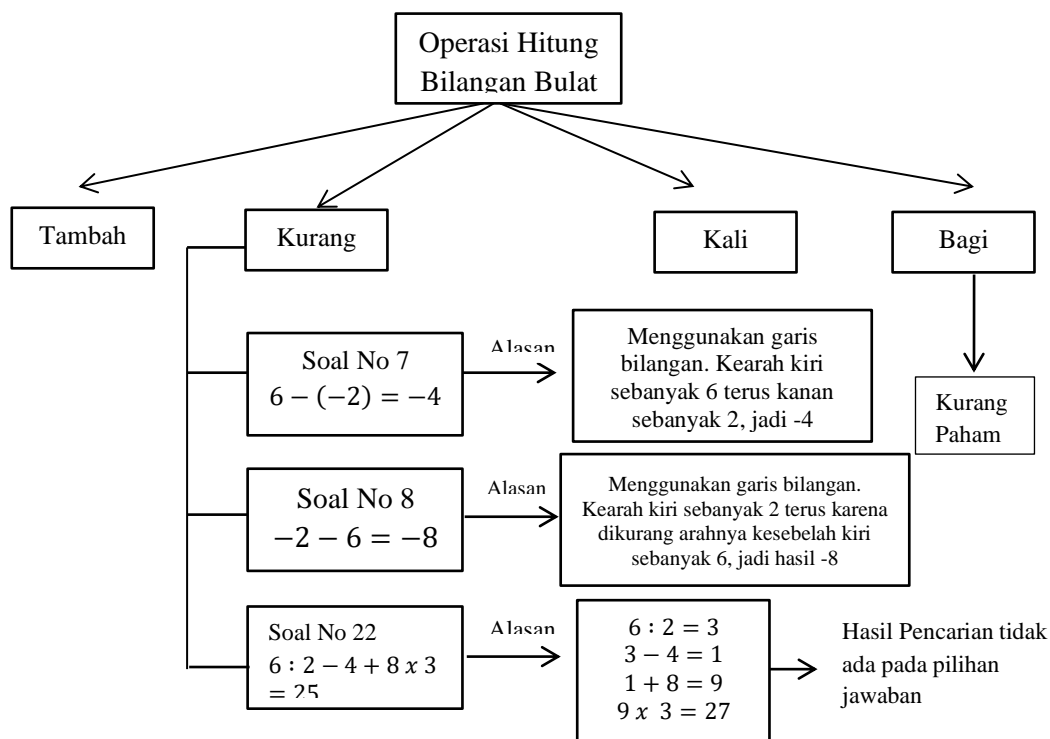 Operasi Hitung
Bilangan Bulat
Tambah
Kurang
Kali
Bagi
Soal No 7
6 − (−2) = −4
Alasan
Menggunakan garis
bilangan. Kearah kiri
sebanyak 6 terus kanan
sebanyak 2, jadi -4
Kurang
Paham
Soal No 8
−2 − 6 = −8
Alasan
Menggunakan garis bilangan.
Kearah kiri sebanyak 2 terus karena
dikurang arahnya kesebelah kiri
sebanyak 6, jadi hasil -8
Soal No 22
6 : 2 − 4 + 8 x 3
= 25
Alasan
6 : 2 = 3
3 − 4 = 1
1 + 8 = 9
9 x 3 = 27
Hasil Pencarian tidak
ada pada pilihan
jawaban